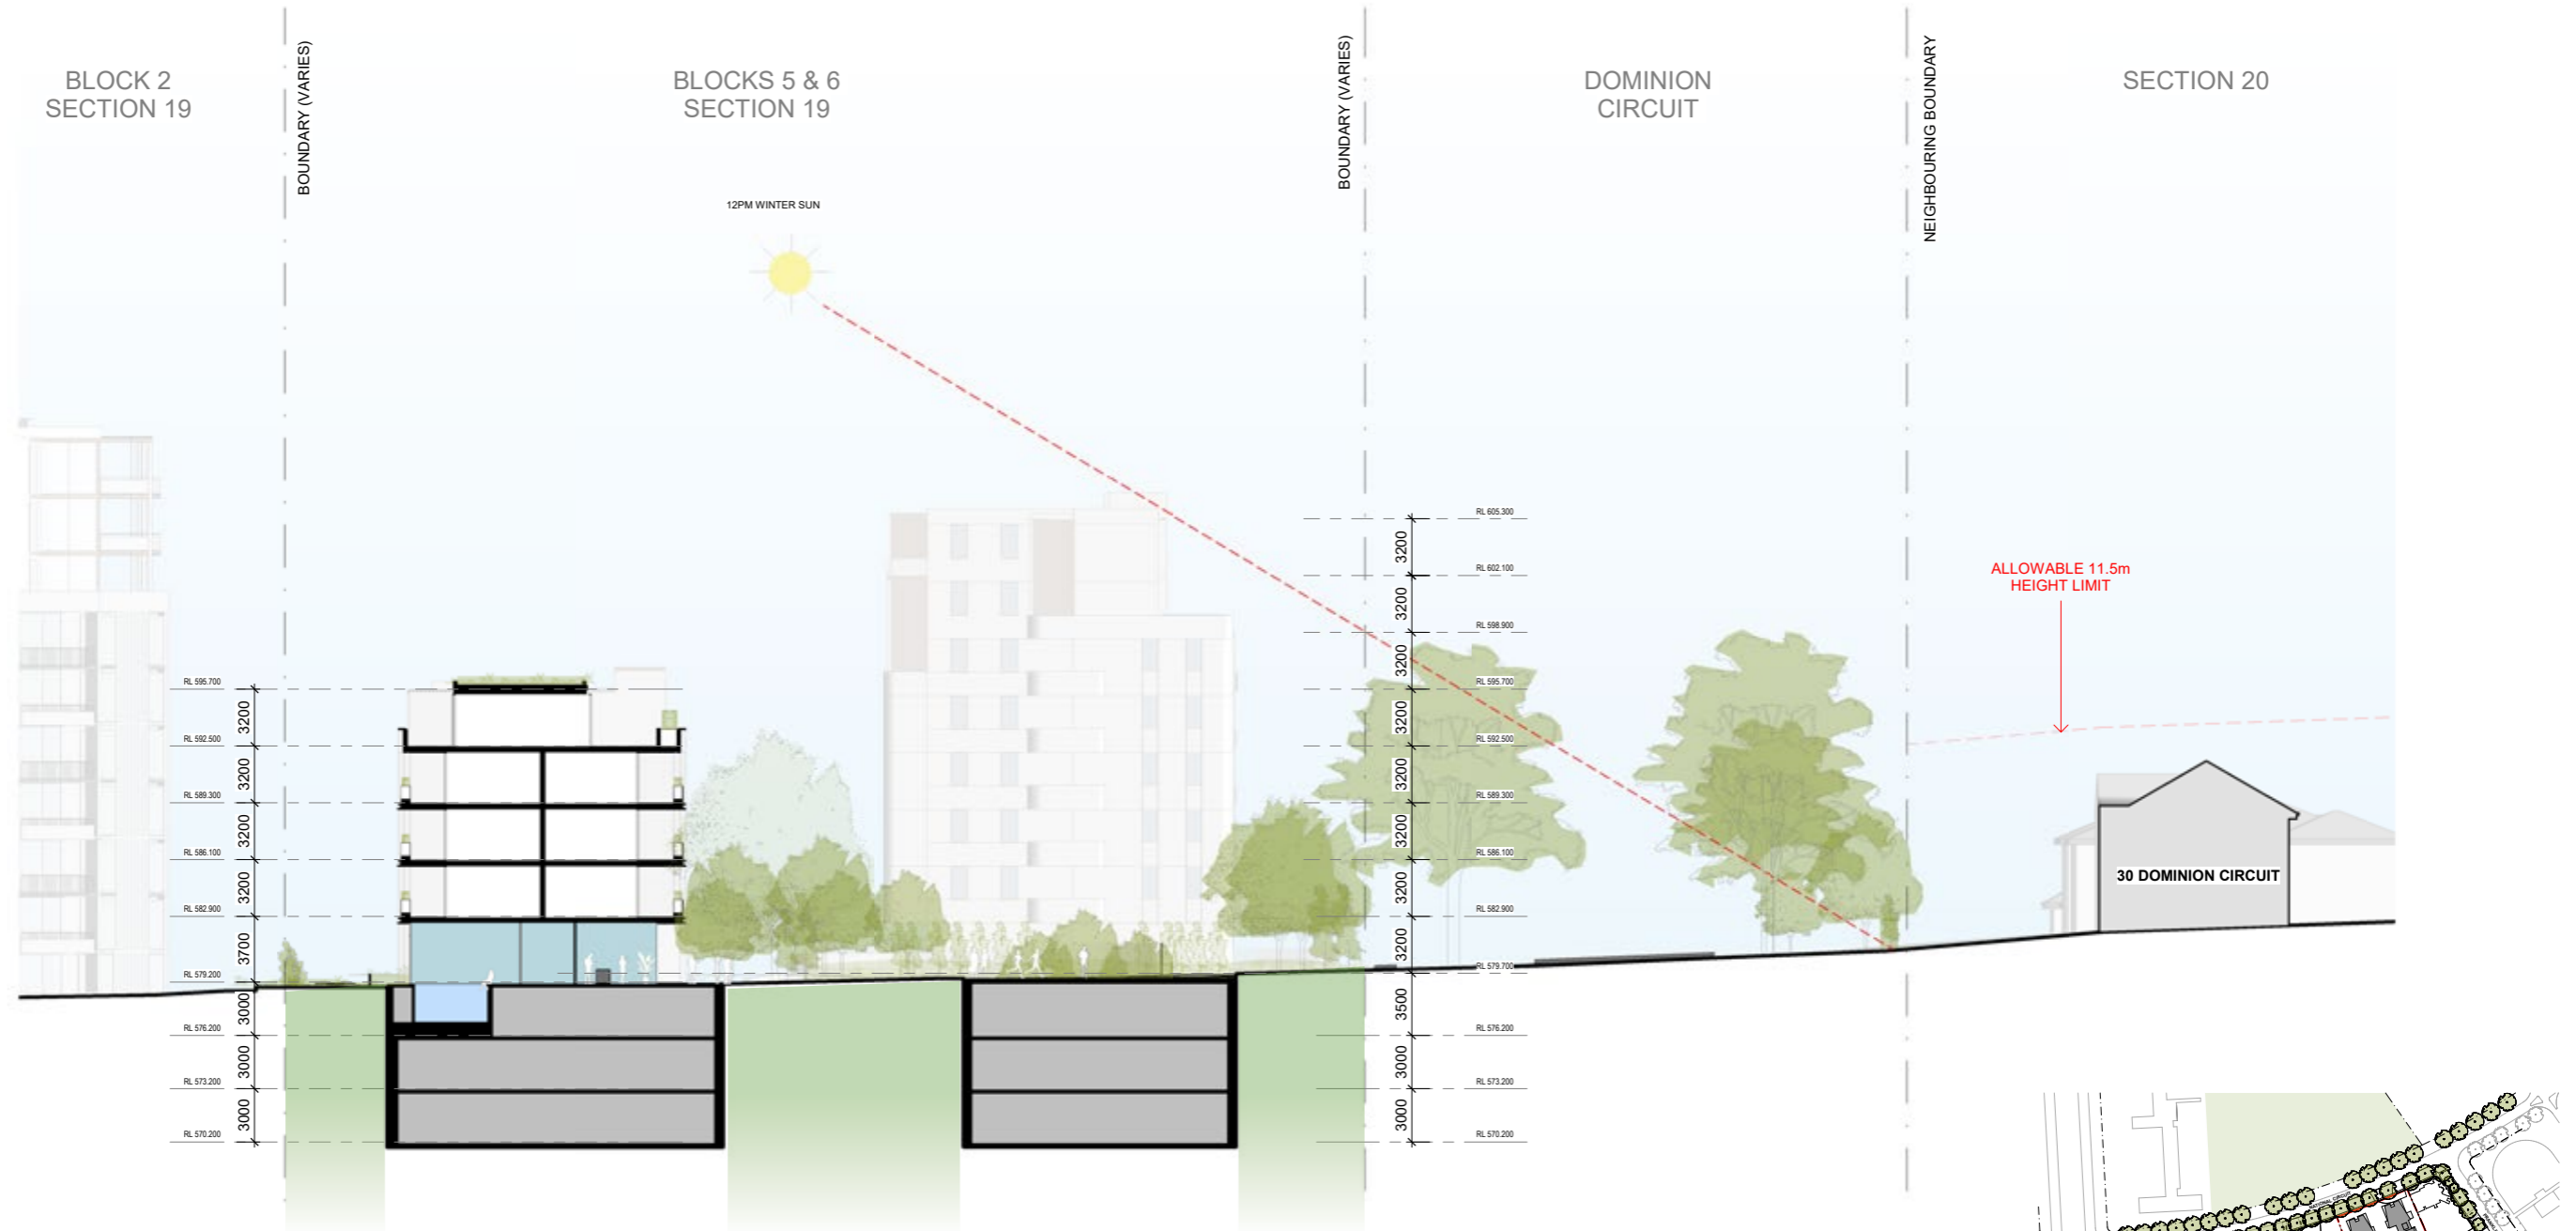 BLOCK 2
SECTION 19
BOUNDARY (VARIES)
BLOCKS 5 & 6
SECTION 19
BOUNDARY (VARIES)
DOMINION
CIRCUIT
NEIGHBOURING BOUNDARY
SECTION 20
12PM WINTER SUN
ALLOWABLE 11.5m
HEIGHT LIMIT
30 DOMINION CIRCUIT
RL 595.700
3200
RL 592.500
3200
RL 589.300
3200
RL 586.100
3200
RL 582.900
3700
RL 579.200
3000
RL 576.200
3000
RL 573.200
3000
RL 570.200
RL 605.300
3200
RL 602.100
3200
RL 598.900
3200
RL 595.700
3200
RL 592.500
3200
RL 589.300
3200
RL 586.100
3200
RL 582.900
3200
RL 579.700
3500
RL 576.200
3000
RL 573.200
3000
RL 570.200
NATIONAL CIRCUIT